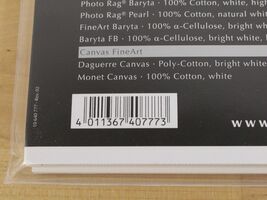 Photo Rag® Baryta · 100% Cotton, white, hig
Photo Rag® Pearl · 100% Cotton, natural white
FineArt Baryta · 100% α-Cellulose, bright white,
Baryta FB · 100% α-Cellulose, bright white, l
Canvas FineArt
Daguerre Canvas · Poly-Cotton, bright white
Monet Canvas · 100% Cotton, white
4 011367 407773
www.